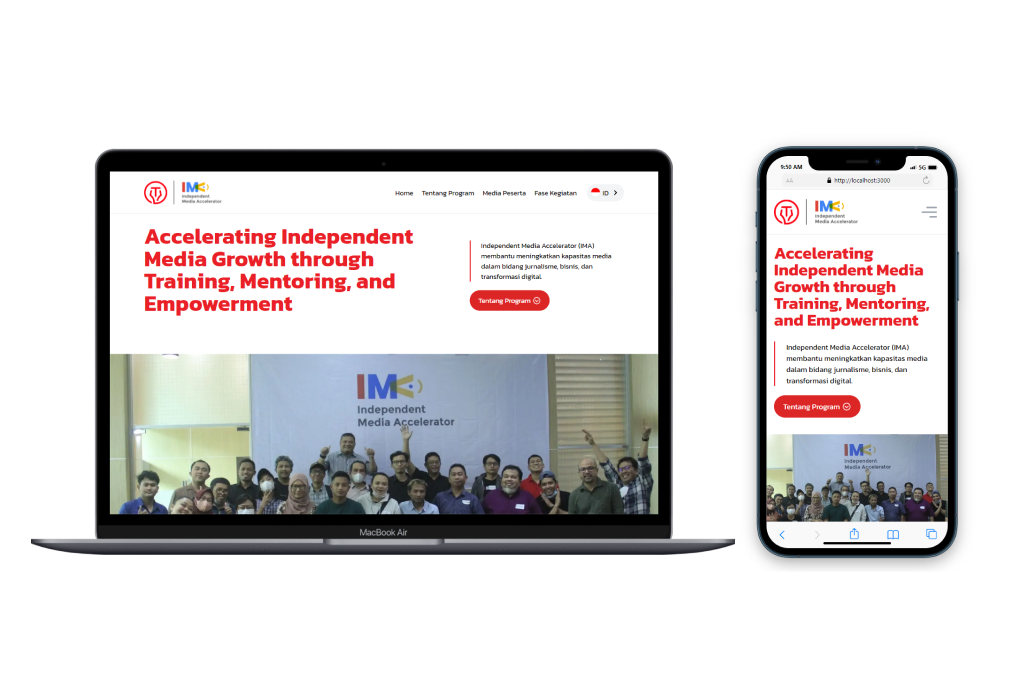 IMA
Independent
Media Accelerator
Home Tentang Program Media Peserta Fase Kegiatan ID
Accelerating Independent
Media Growth through
Training, Mentoring, and
Empowerment
Independent Media Accelerator (IMA)
membantu meningkatkan kapasitas media
dalam bidang jurnalisme, bisnis, dan
transformasi digital.
Tentang Program
IMA
Independent
Media Accelerator
MacBook Air
9:50 AM 5G
AA http://localhost:3000
IMA
Independent
Media Accelerator
Accelerating
Independent Media
Growth through
Training, Mentoring,
and Empowerment
Independent Media Accelerator (IMA)
membantu meningkatkan kapasitas media
dalam bidang jurnalisme, bisnis, dan
transformasi digital.
Tentang Program
IMA
Independent
Media Accelerator